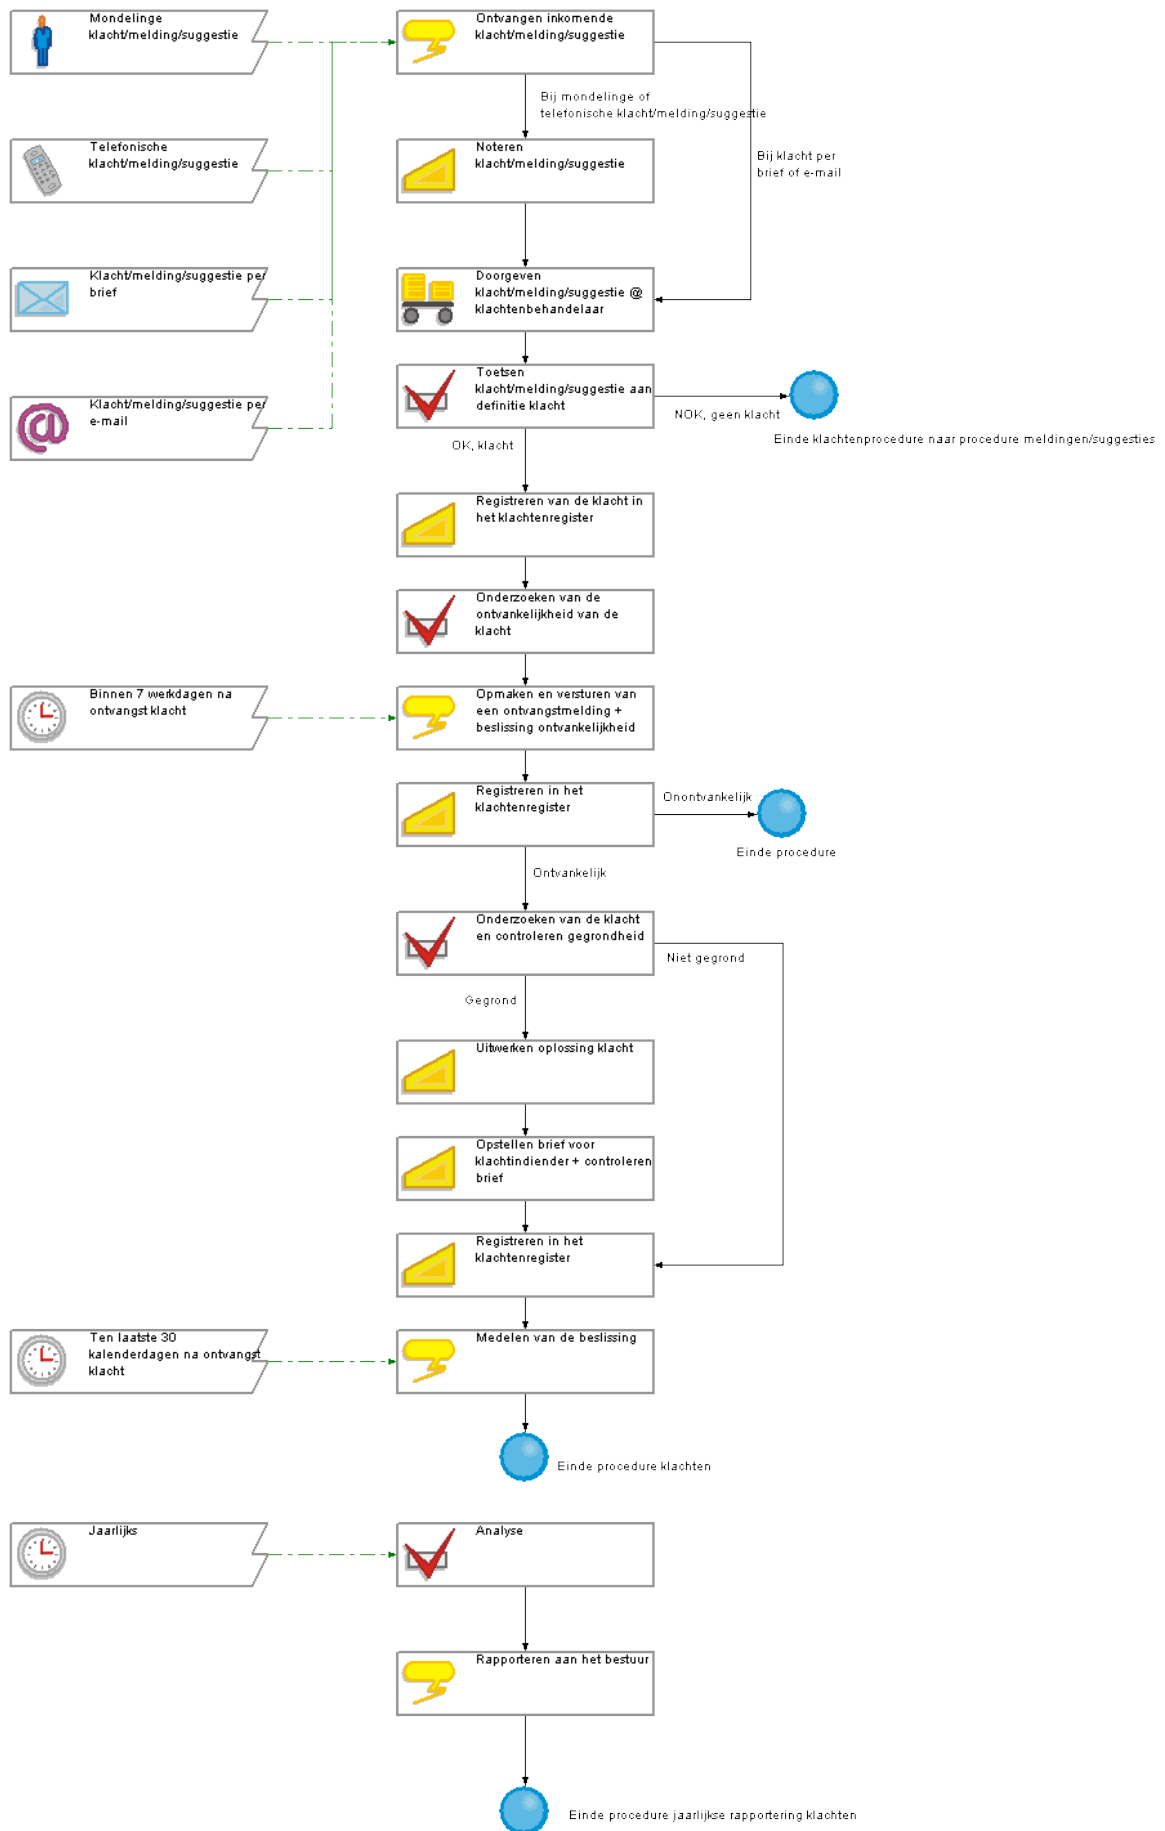 Mondelinge
klacht/melding/suggestie
Ontvangen inkomende
klacht/melding/suggestie
Bij mondelinge of
telefonische klacht/melding/suggestie
Telefonische
klacht/melding/suggestie
Noteren
klacht/melding/suggestie
Bij klacht per
brief of e-mail
Klacht/melding/suggestie per
brief
Doorgeven
klacht/melding/suggestie @
klachtenbehandelaar
Toetsen
klacht/melding/suggestie aan
definitie klacht
NOK, geen klacht
Einde klachtenprocedure naar procedure meldingen/suggesties
Klacht/melding/suggestie per
e-mail
OK, klacht
Registreren van de klacht in
het klachtenregister
Onderzoeken van de
ontvankelijkheid van de
klacht
Binnen 7 werkdagen na
ontvangst klacht
Opmaken en versturen van
een ontvangstmelding +
beslissing ontvankelijkheid
Registreren in het
klachtenregister
Onontvankelijk
Einde procedure
Ontvankelijk
Onderzoeken van de klacht
en controleren gegrondheid
Niet gegrond
Gegrond
Uitwerken oplossing klacht
Opstellen brief voor
klachtindiender + controleren
brief
Registreren in het
klachtenregister
Ten laatste 30
kalenderdagen na ontvangst
klacht
Medelen van de beslissing
Einde procedure klachten
Jaarlijks
Analyse
Rapporteren aan het bestuur
Einde procedure jaarlijkse rapportering klachten